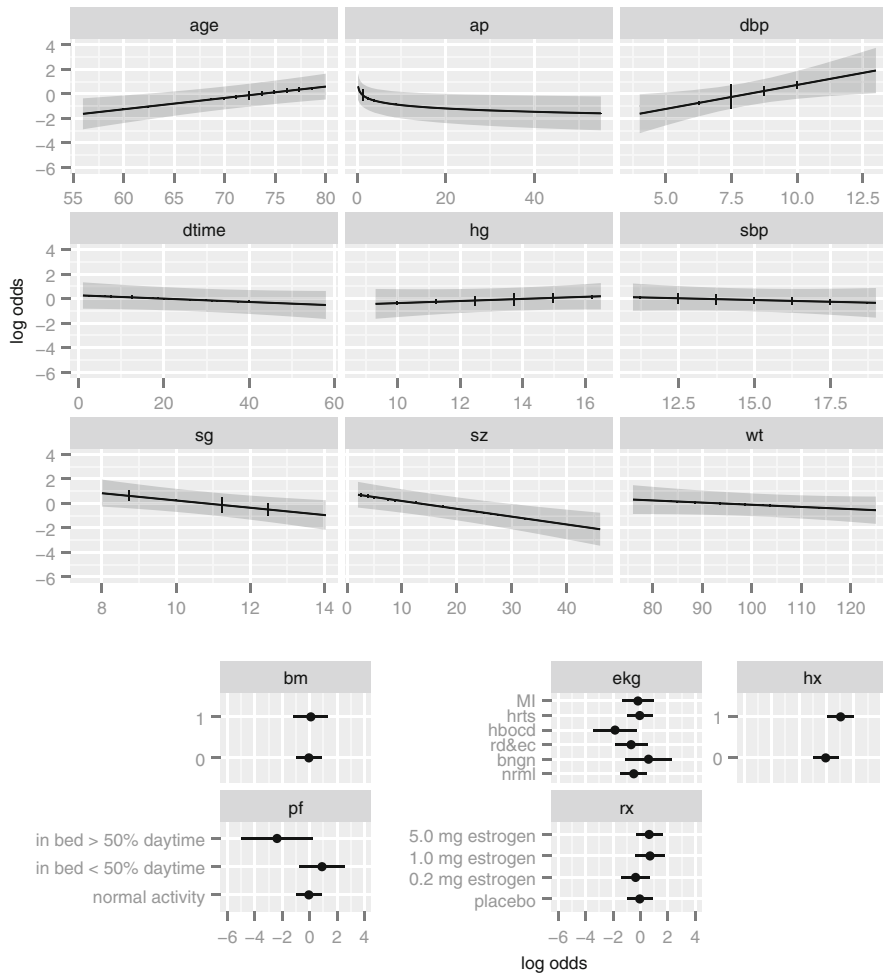 age ap dbp
4
2
0
−2
−4
−6
55 60 65 70 75 80 0 20 40 5.0 7.5 10.0 12.5
dtime hg sbp
4
2
0
−2
−4
−6
0 20 40 60 10 12 14 16 12.5 15.0 17.5
sg sz wt
4
2
0
−2
−4
−6
8 10 12 14 0 10 20 30 40 80 90 100 110 120
log odds
bm ekg hx
1
0
MI
hrts
hbocd
rd&ec
bngn
nrml
1
0
pf rx
in bed > 50% daytime
in bed < 50% daytime
normal activity
5.0 mg estrogen
1.0 mg estrogen
0.2 mg estrogen
placebo
−6 −4 −2 0 2 4 −6 −4 −2 0 2 4
log odds